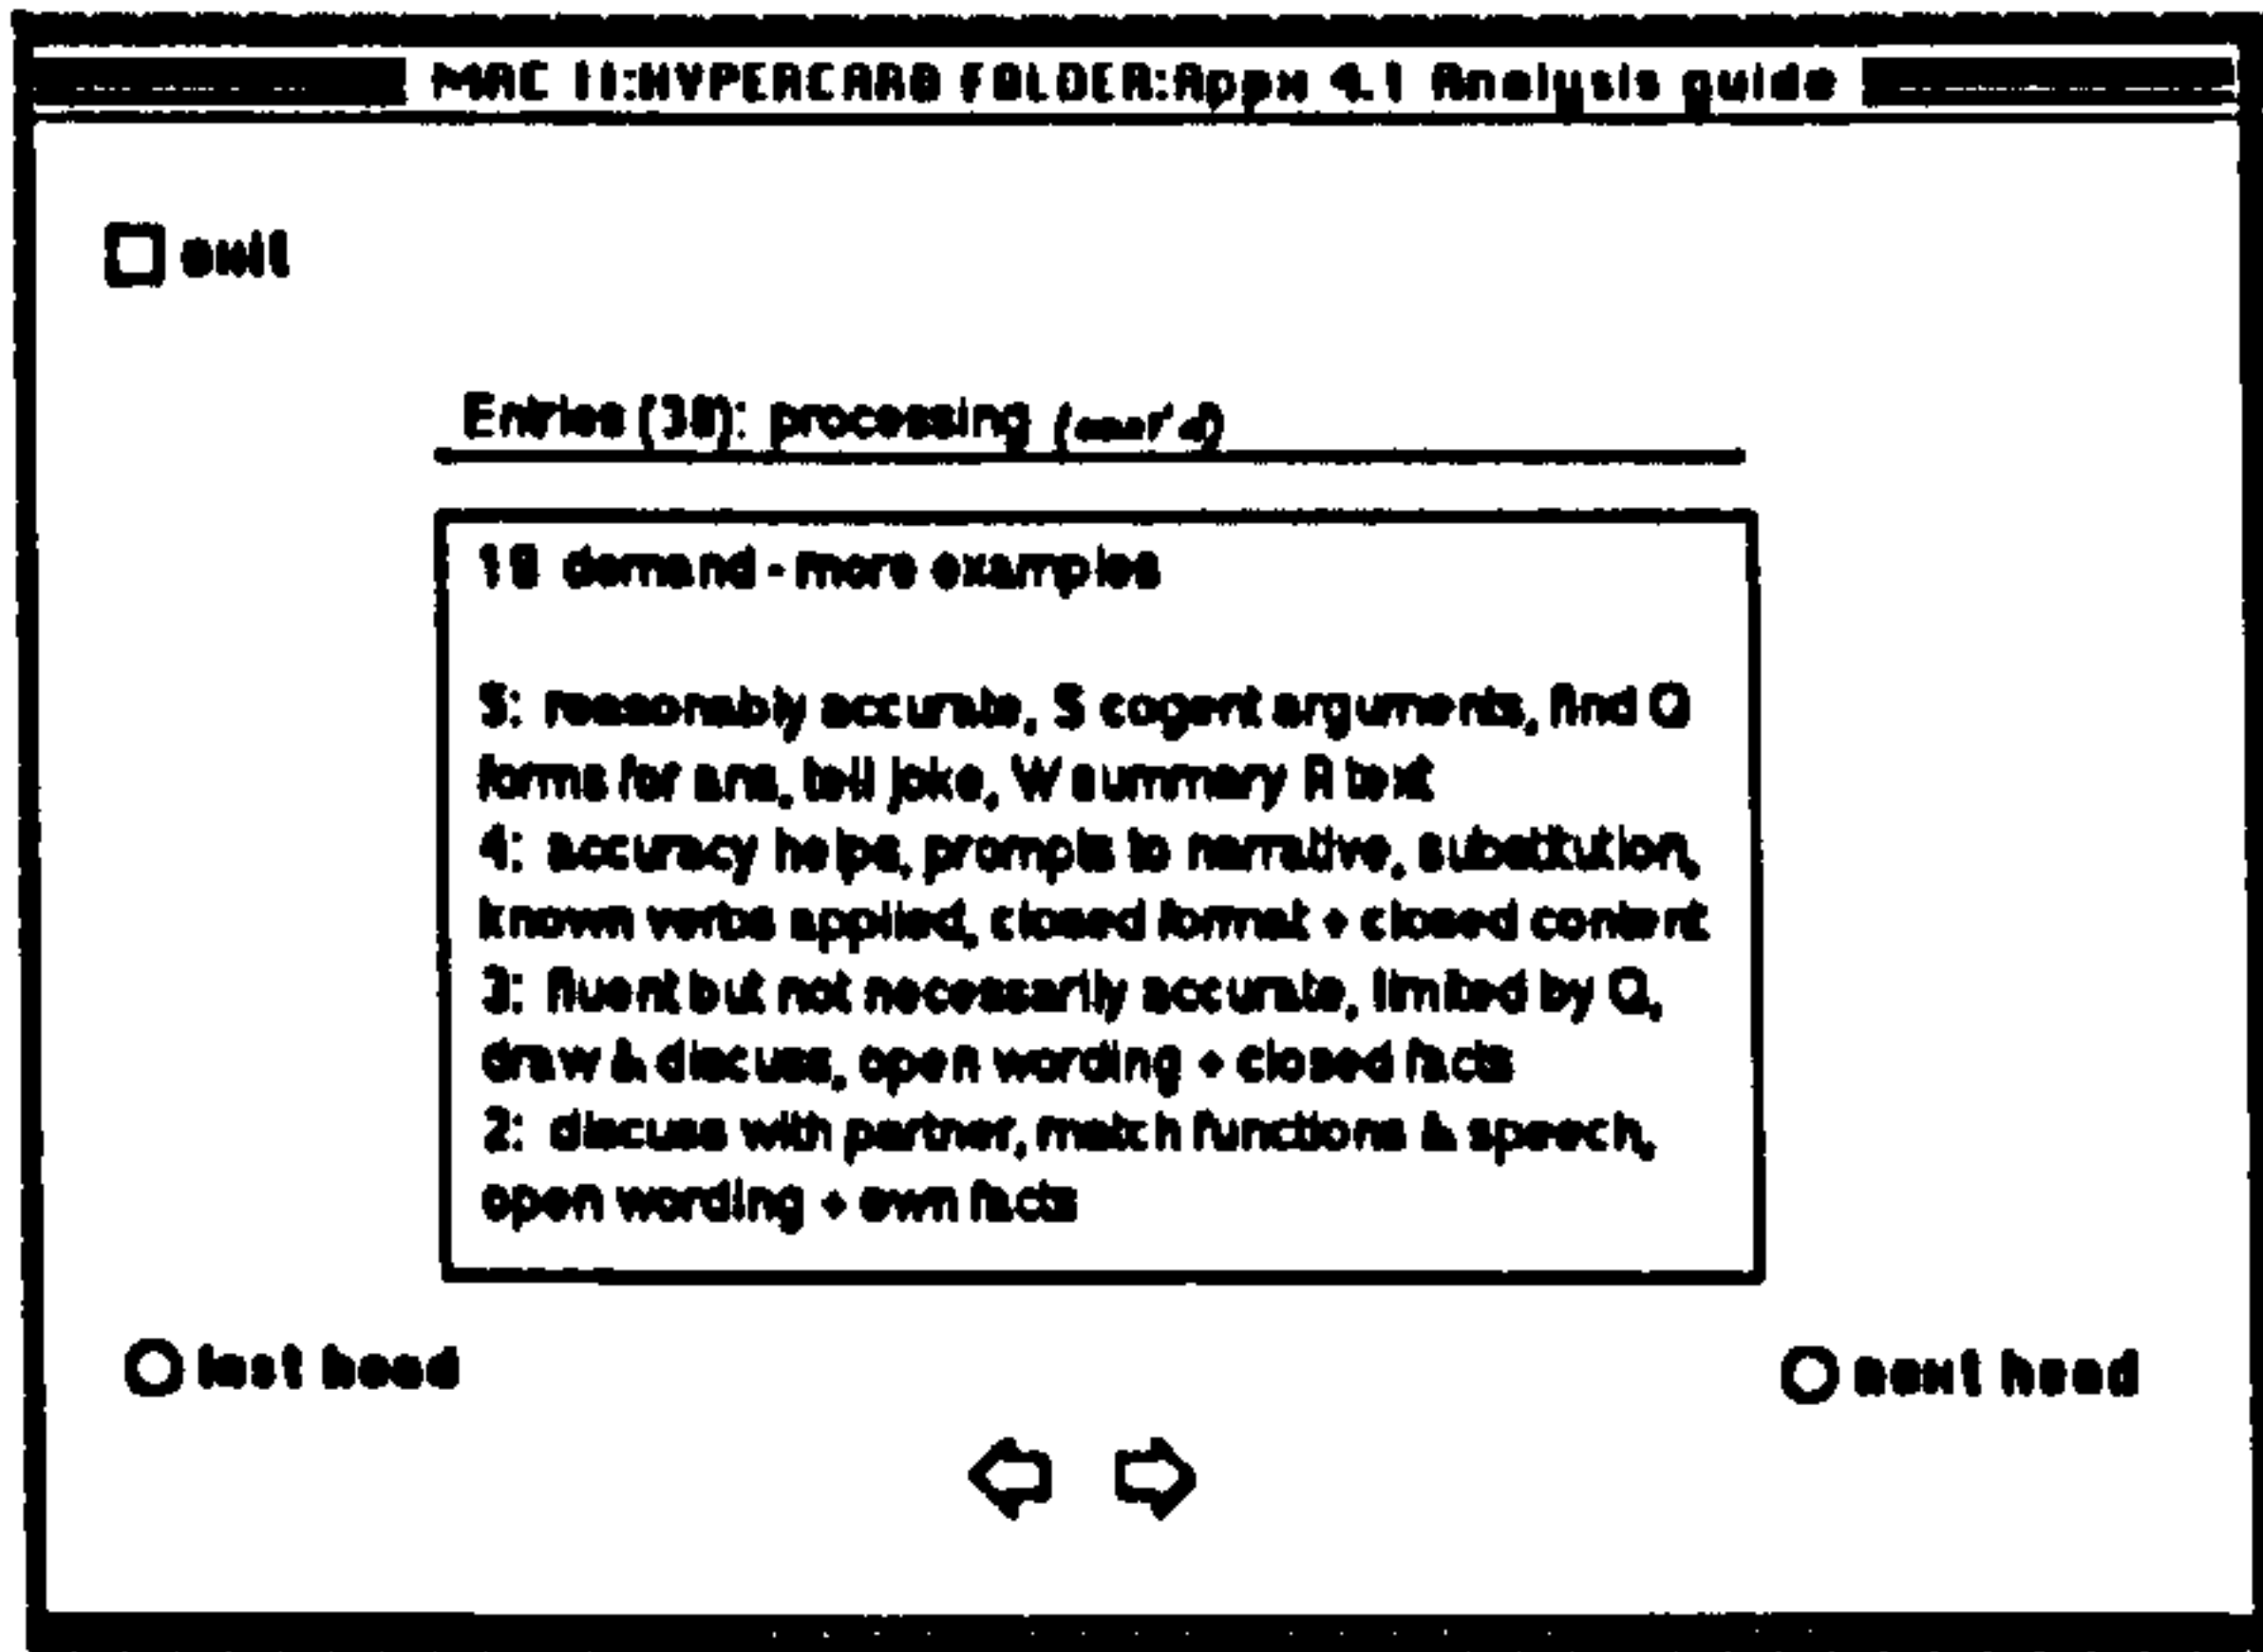 MAC II:HYPERCARD FOLDER:Appx 4.1 Analysis guide
exit
Entries (38): processing (cont'd)
19 demand - more examples
5: reasonably accurate, S cogent arguments, find Q
forms for ans, tell joke, W summary R text
4: accuracy helps, prompts to narrative, substitution,
known verbs applied, closed format + closed content
3: fluent but not necessarily accurate, limited by Q,
draw & discuss, open wording + closed facts
2: discuss with partner, match functions & speech,
open wording + own facts
last head
next head